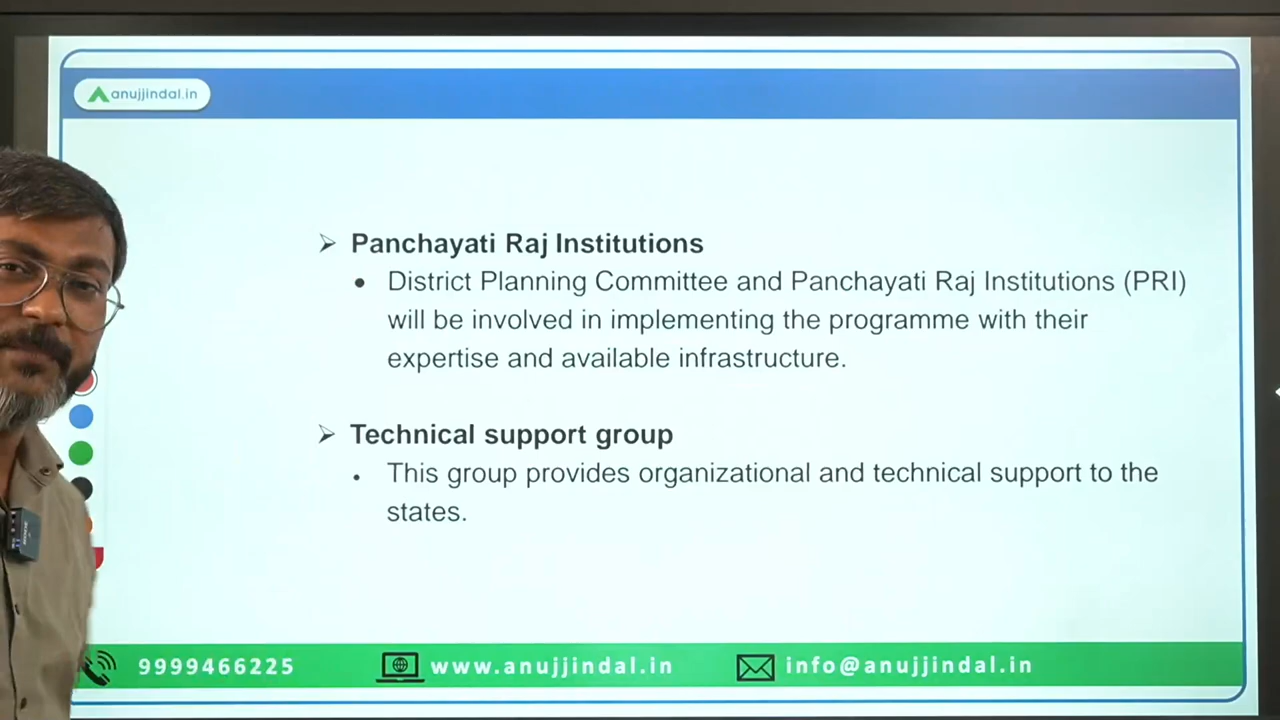 anujjindal.in
Panchayati Raj Institutions
District Planning Committee and Panchayati Raj Institutions (PRI)
will be involved in implementing the programme with their
expertise and available infrastructure.
Technical support group
This group provides organizational and technical support to the
states.
9999466225 www.anujjindal.in info@anujjindal.in